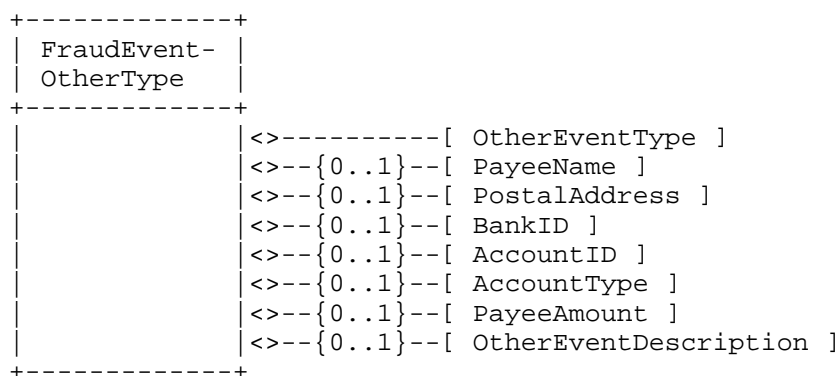 +-------------+
| FraudEvent- |
| OtherType   |
+-------------+
|             |<>----------[ OtherEventType ]
|             |<>--{0..1}--[ PayeeName ]
|             |<>--{0..1}--[ PostalAddress ]
|             |<>--{0..1}--[ BankID ]
|             |<>--{0..1}--[ AccountID ]
|             |<>--{0..1}--[ AccountType ]
|             |<>--{0..1}--[ PayeeAmount ]
|             |<>--{0..1}--[ OtherEventDescription ]
+-------------+